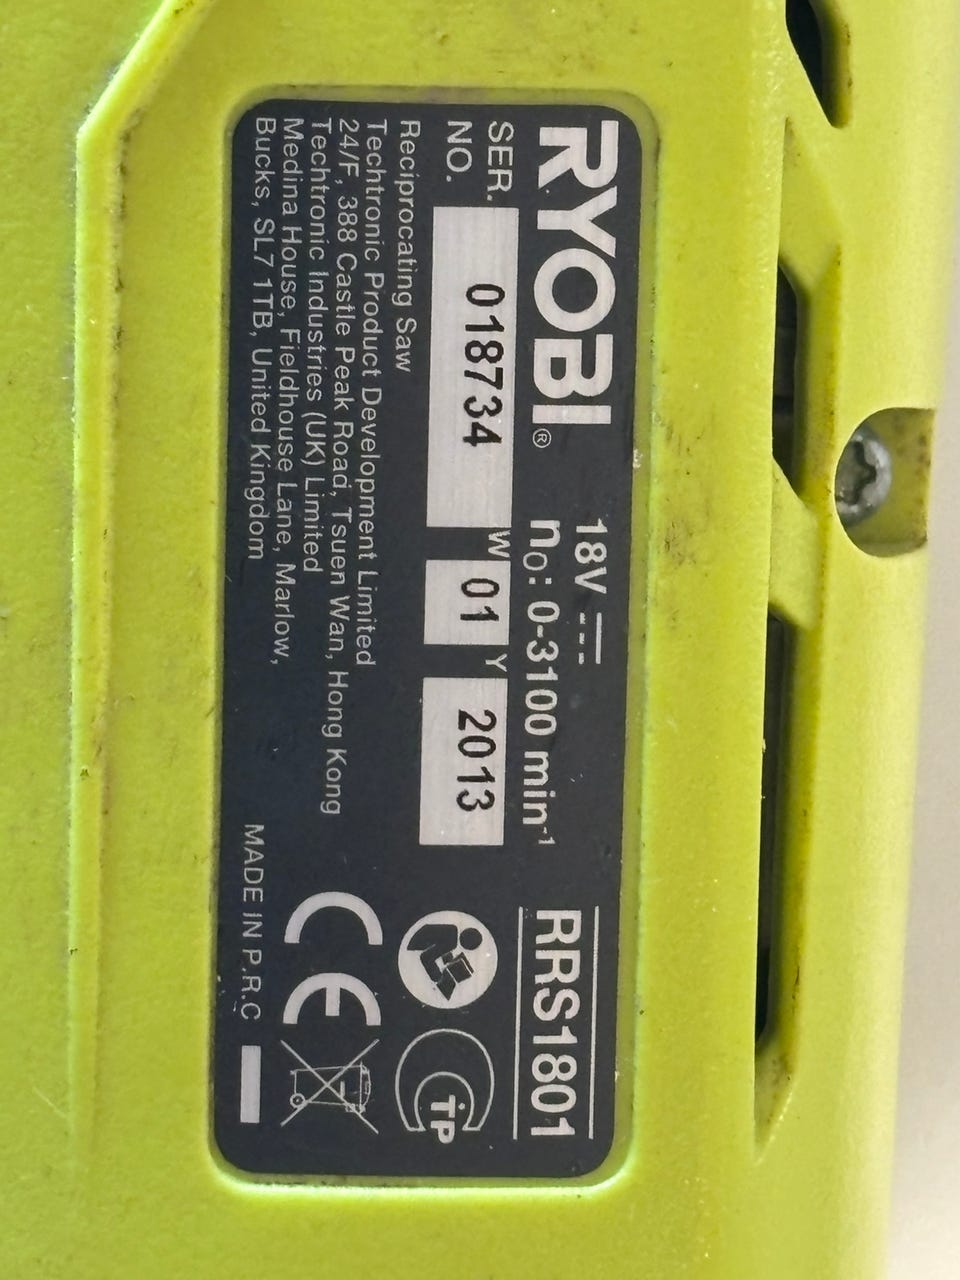 RYOBI®
18V
n₀: 0-3100 min⁻¹
RRS1801
SER.
NO.
018734
W
01
Y
2013
Reciprocating Saw
Techtronic Product Development Limited
24/F, 388 Castle Peak Road, Tsuen Wan, Hong Kong
Techtronic Industries (UK) Limited
Medina House, Fieldhouse Lane, Marlow,
Bucks, SL7 1TB, United Kingdom
MADE IN P.R.C
CE
TiP